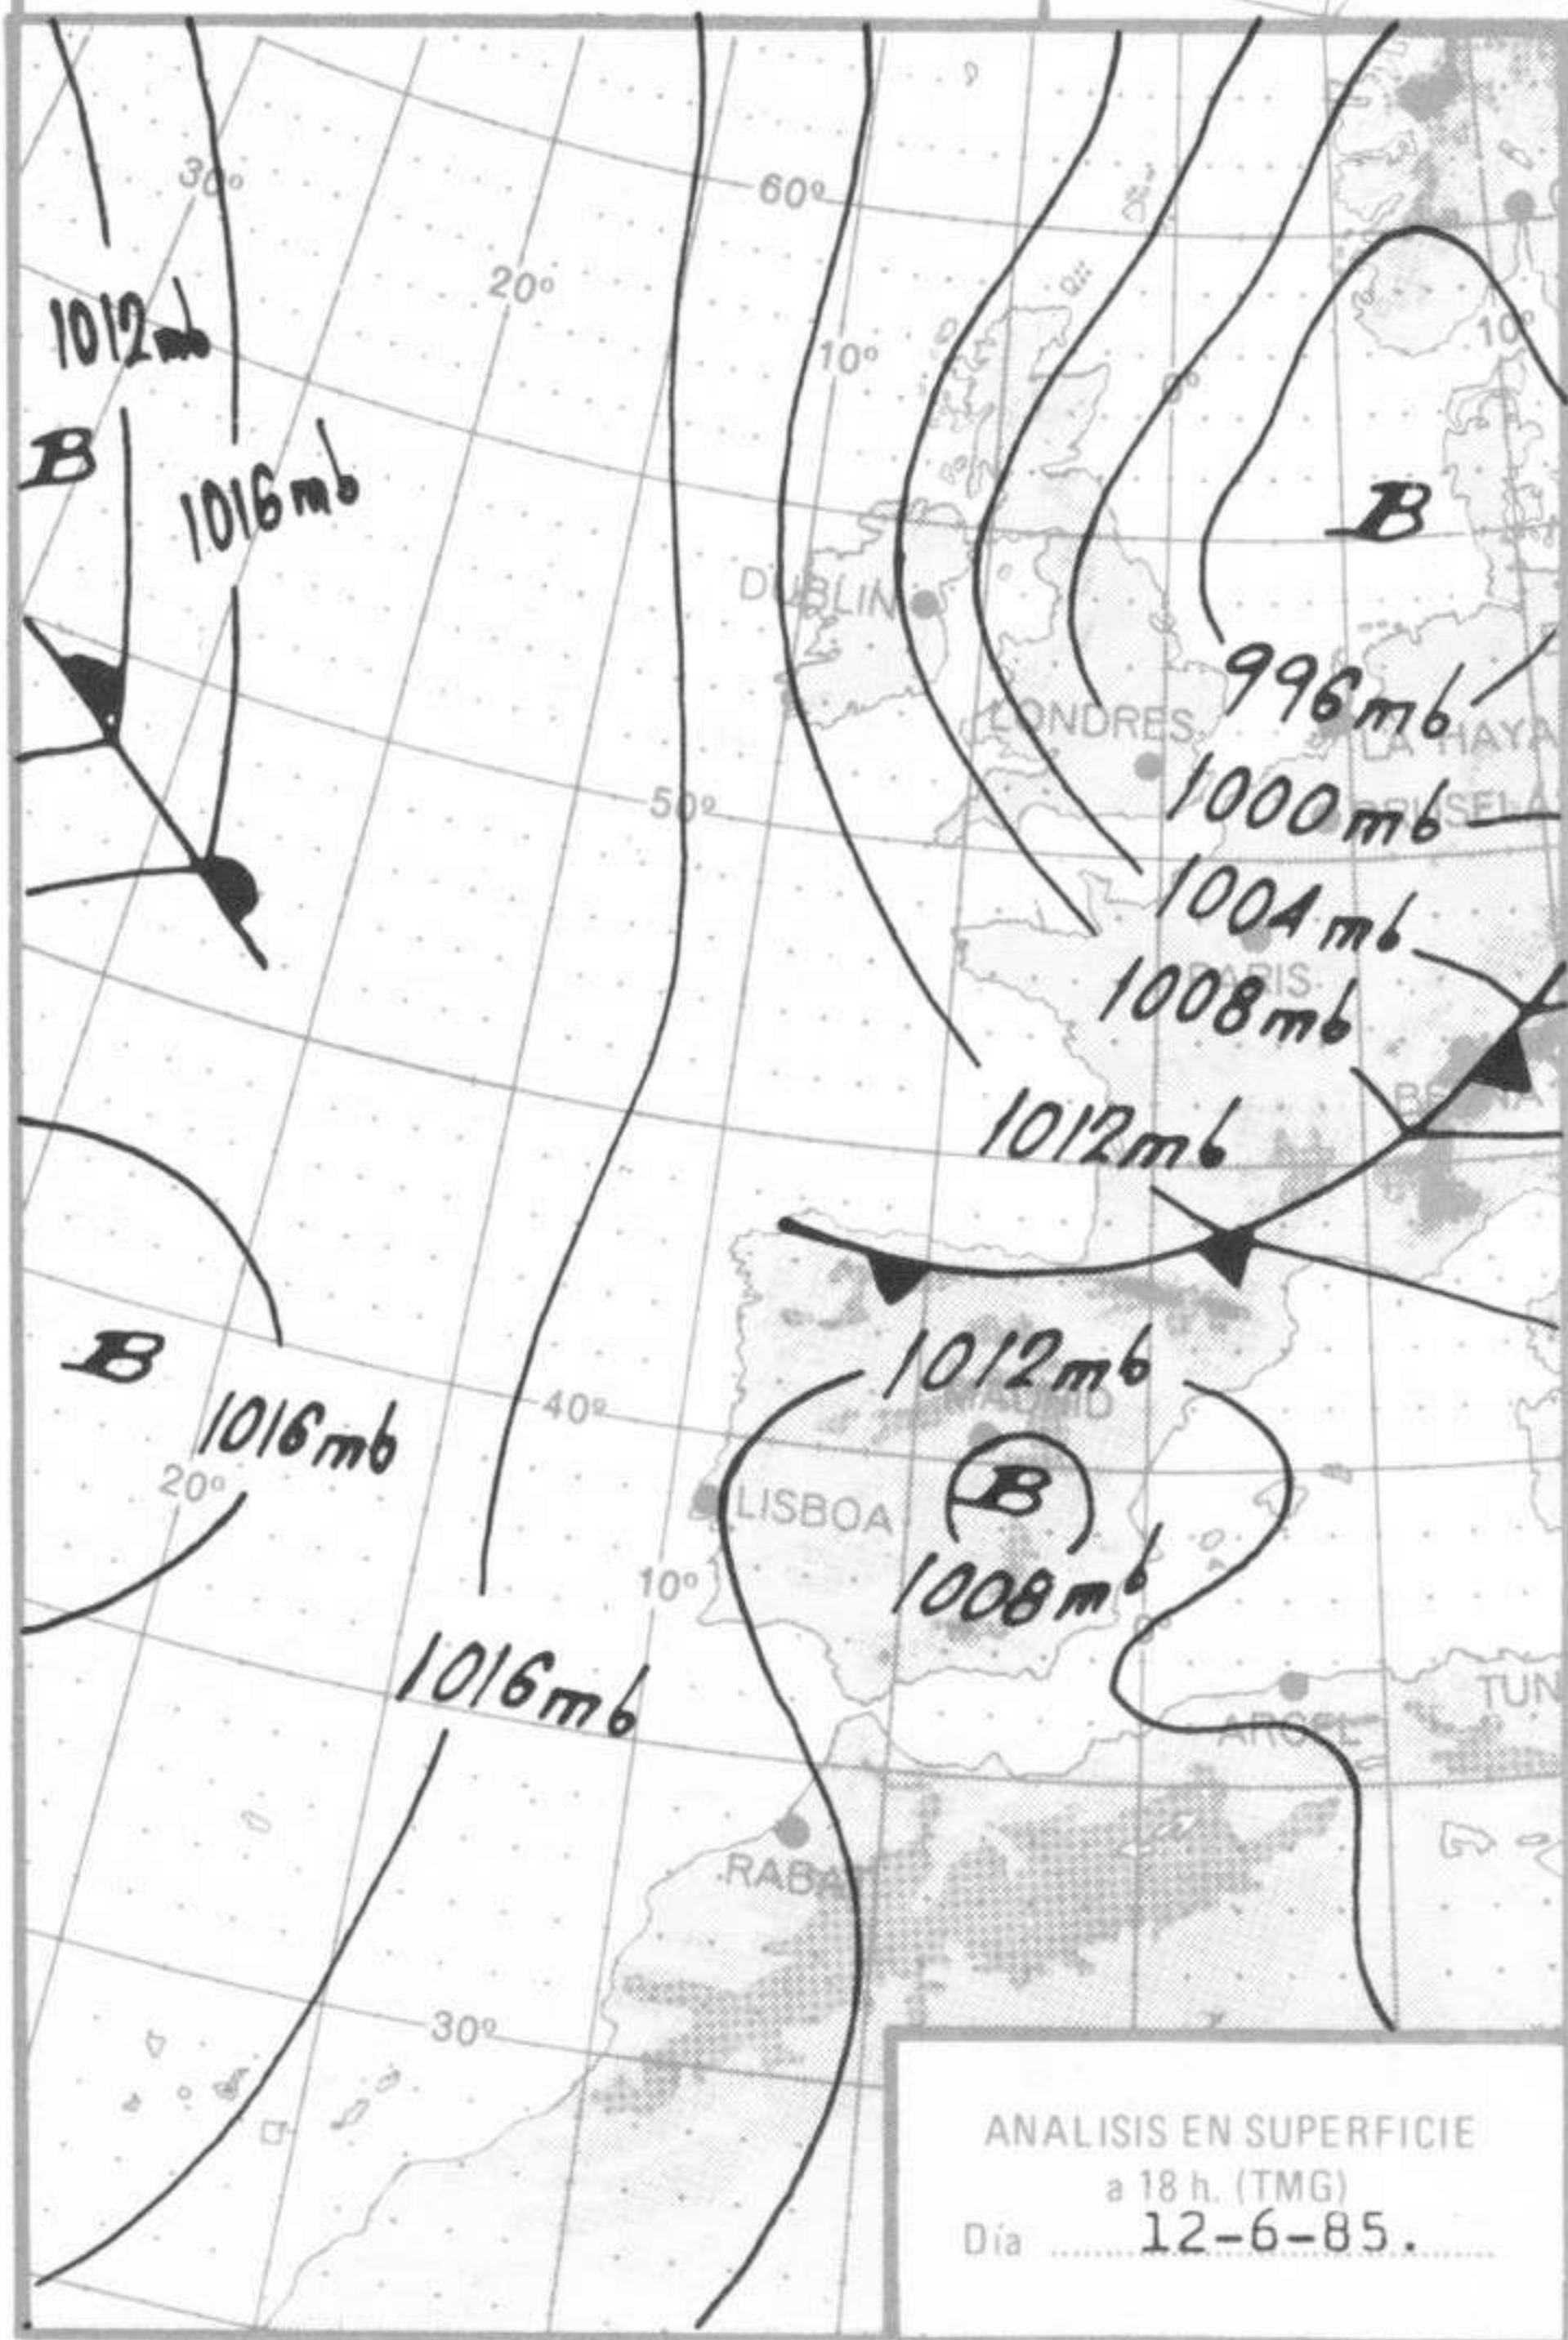 30º
60º
20º
1012mb
10º
10º
0º
B
1016mb
B
DUBLIN
996mb
LONDRES
LA HAYA
1000mb
50º
BRUSELA
1004mb
PARIS
1008mb
1012mb
B
1012mb
40º
MADRID
1016mb
20º
B
LISBOA
10º
1008mb
0º
1016mb
TUN
ARGEL
RABA
30º
ANALISIS EN SUPERFICIE
a 18 h. (TMG)
Día 12-6-85.